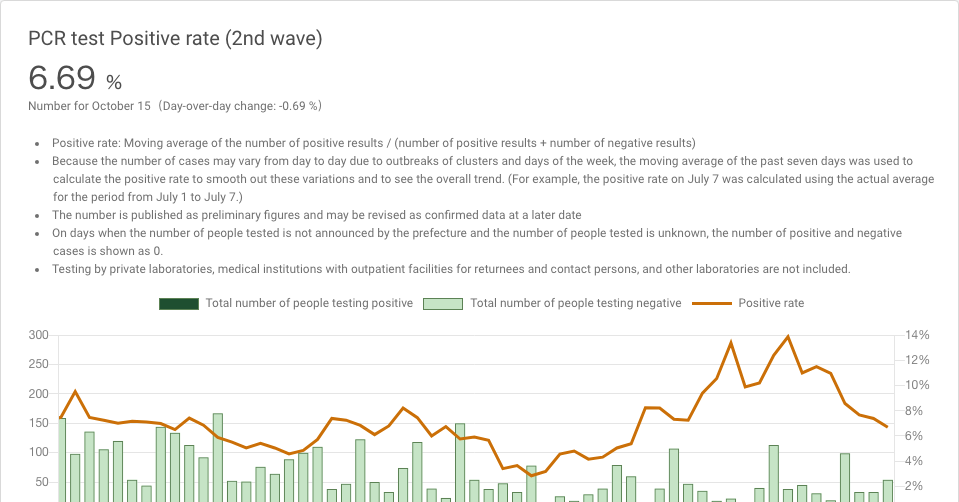 PCR test Positive rate (2nd wave)
6.69 %
Number for October 15（Day-over-day change: -0.69 %）
• Positive rate: Moving average of the number of positive results / (number of positive results + number of negative results)
• Because the number of cases may vary from day to day due to outbreaks of clusters and days of the week, the moving average of the past seven days was used to
calculate the positive rate to smooth out these variations and to see the overall trend. (For example, the positive rate on July 7 was calculated using the actual average
for the period from July 1 to July 7.)
• The number is published as preliminary figures and may be revised as confirmed data at a later date
• On days when the number of people tested is not announced by the prefecture and the number of people tested is unknown, the number of positive and negative
cases is shown as 0.
• Testing by private laboratories, medical institutions with outpatient facilities for returnees and contact persons, and other laboratories are not included.
Total number of people testing positive Total number of people testing negative Positive rate
300 14%
250 12%
200 10%
150 8%
100 6%
50 4%
2%